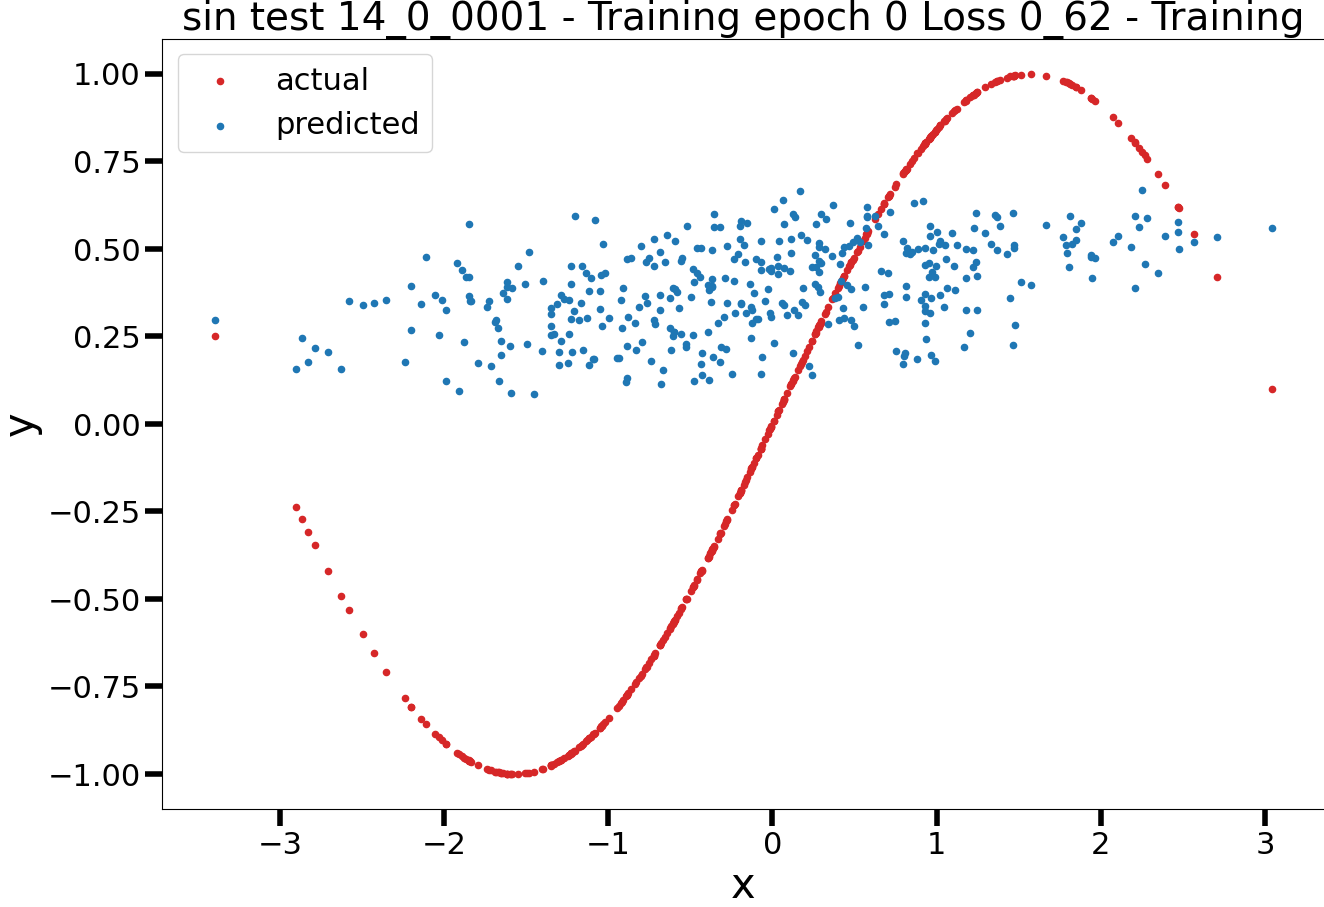 sin test 14_0_0001 - Training epoch 0 Loss 0_62 - Training
actual
predicted
1.00
0.75
0.50
0.25
0.00
−0.25
−0.50
−0.75
−1.00
y
−3 −2 −1 0 1 2 3
x